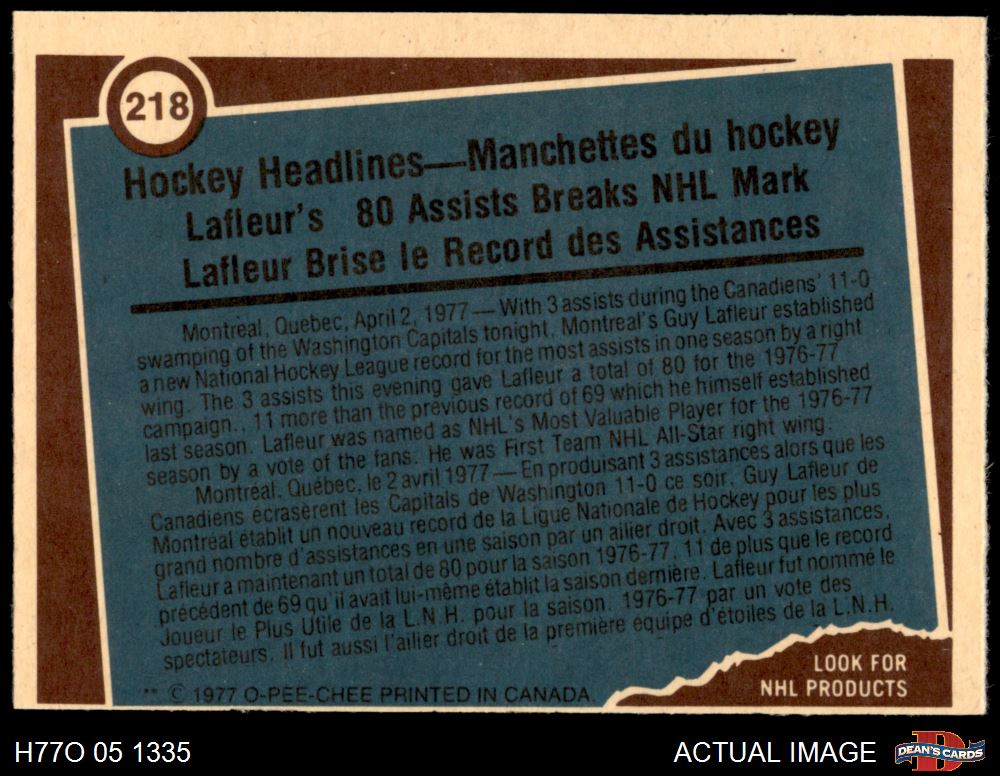 218
Hockey Headlines—Manchettes du hockey
Lafleur's 80 Assists Breaks NHL Mark
Lafleur Brise le Record des Assistances
Montreal, Quebec, April 2, 1977 — With 3 assists during the Canadiens' 11-0
swamping of the Washington Capitals tonight, Montreal's Guy Lafleur established
a new National Hockey League record for the most assists in one season by a right
wing. The 3 assists this evening gave Lafleur a total of 80 for the 1976-77
campaign, 11 more than the previous record of 69 which he himself established
last season. Lafleur was named as NHL's Most Valuable Player for the 1976-77
season by a vote of the fans. He was First Team NHL All-Star right wing.
Montréal, Québec, le 2 avril 1977 — En produisant 3 assistances alors que les
Canadiens écrasèrent les Capitals de Washington 11-0 ce soir, Guy Lafleur de
Montréal établit un nouveau record de la Ligue Nationale de Hockey pour les plus
grand nombre d'assistances en une saison par un ailier droit. Avec 3 assistances,
Lafleur a maintenant un total de 80 pour la saison 1976-77, 11 de plus que le record
précédent de 69 qu'il avait lui-même établit la saison dernière. Lafleur fut nommé le
Joueur le Plus Utile de la L.N.H. pour la saison 1976-77 par un vote des
spectateurs. Il fut aussi l'ailier droit de la première équipe d'étoiles de la L.N.H.
** © 1977 O-PEE-CHEE PRINTED IN CANADA.
LOOK FOR
NHL PRODUCTS
H77O 05 1335
ACTUAL IMAGE
DEAN'S CARDS